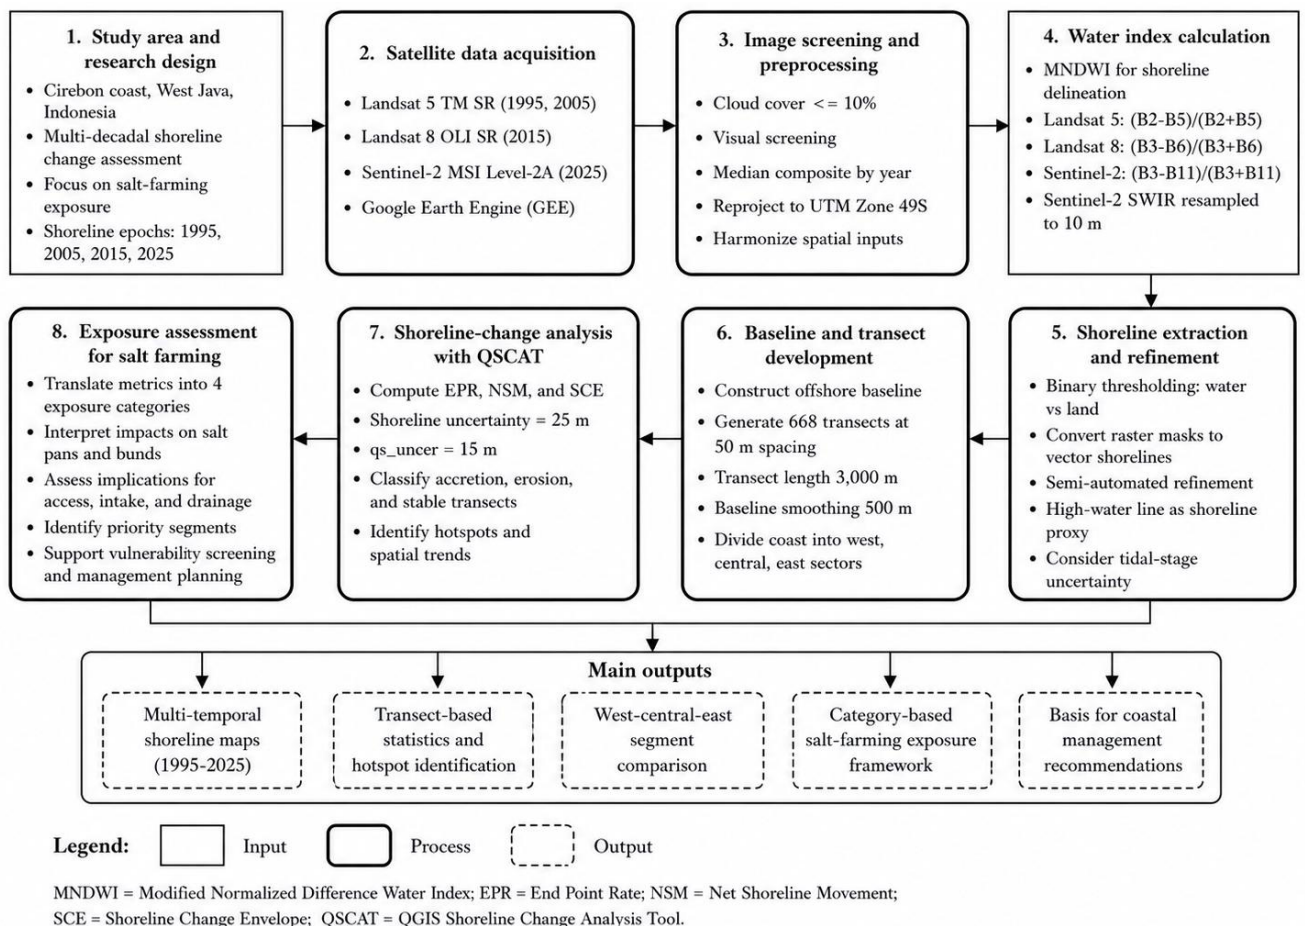 1. Study area and
research design
• Cirebon coast, West Java,
Indonesia
• Multi-decadal shoreline
change assessment
• Focus on salt-farming
exposure
• Shoreline epochs: 1995,
2005, 2015, 2025
2. Satellite data acquisition
• Landsat 5 TM SR (1995, 2005)
• Landsat 8 OLI SR (2015)
• Sentinel-2 MSI Level-2A (2025)
• Google Earth Engine (GEE)
3. Image screening and
preprocessing
• Cloud cover <= 10%
• Visual screening
• Median composite by year
• Reproject to UTM Zone 49S
• Harmonize spatial inputs
4. Water index calculation
• MNDWI for shoreline
delineation
• Landsat 5: (B2-B5)/(B2+B5)
• Landsat 8: (B3-B6)/(B3+B6)
• Sentinel-2: (B3-B11)/(B3+B11)
• Sentinel-2 SWIR resampled
to 10 m
5. Shoreline extraction
and refinement
• Binary thresholding: water
vs land
• Convert raster masks to
vector shorelines
• Semi-automated refinement
• High-water line as shoreline
proxy
• Consider tidal-stage
uncertainty
6. Baseline and transect
development
• Construct offshore baseline
• Generate 668 transects at
50 m spacing
• Transect length 3,000 m
• Baseline smoothing 500 m
• Divide coast into west,
central, east sectors
7. Shoreline-change analysis
with QSCAT
• Compute EPR, NSM, and SCE
• Shoreline uncertainty = 25 m
• qs_uncer = 15 m
• Classify accretion, erosion,
and stable transects
• Identify hotspots and
spatial trends
8. Exposure assessment
for salt farming
• Translate metrics into 4
exposure categories
• Interpret impacts on salt
pans and bunds
• Assess implications for
access, intake, and drainage
• Identify priority segments
• Support vulnerability screening
and management planning
Main outputs
Multi-temporal
shoreline maps
(1995-2025)
Transect-based
statistics and
hotspot identification
West-central-east
segment
comparison
Category-based
salt-farming exposure
framework
Basis for coastal
management
recommendations
Legend:
Input
Process
Output
MNDWI = Modified Normalized Difference Water Index; EPR = End Point Rate; NSM = Net Shoreline Movement;
SCE = Shoreline Change Envelope; QSCAT = QGIS Shoreline Change Analysis Tool.